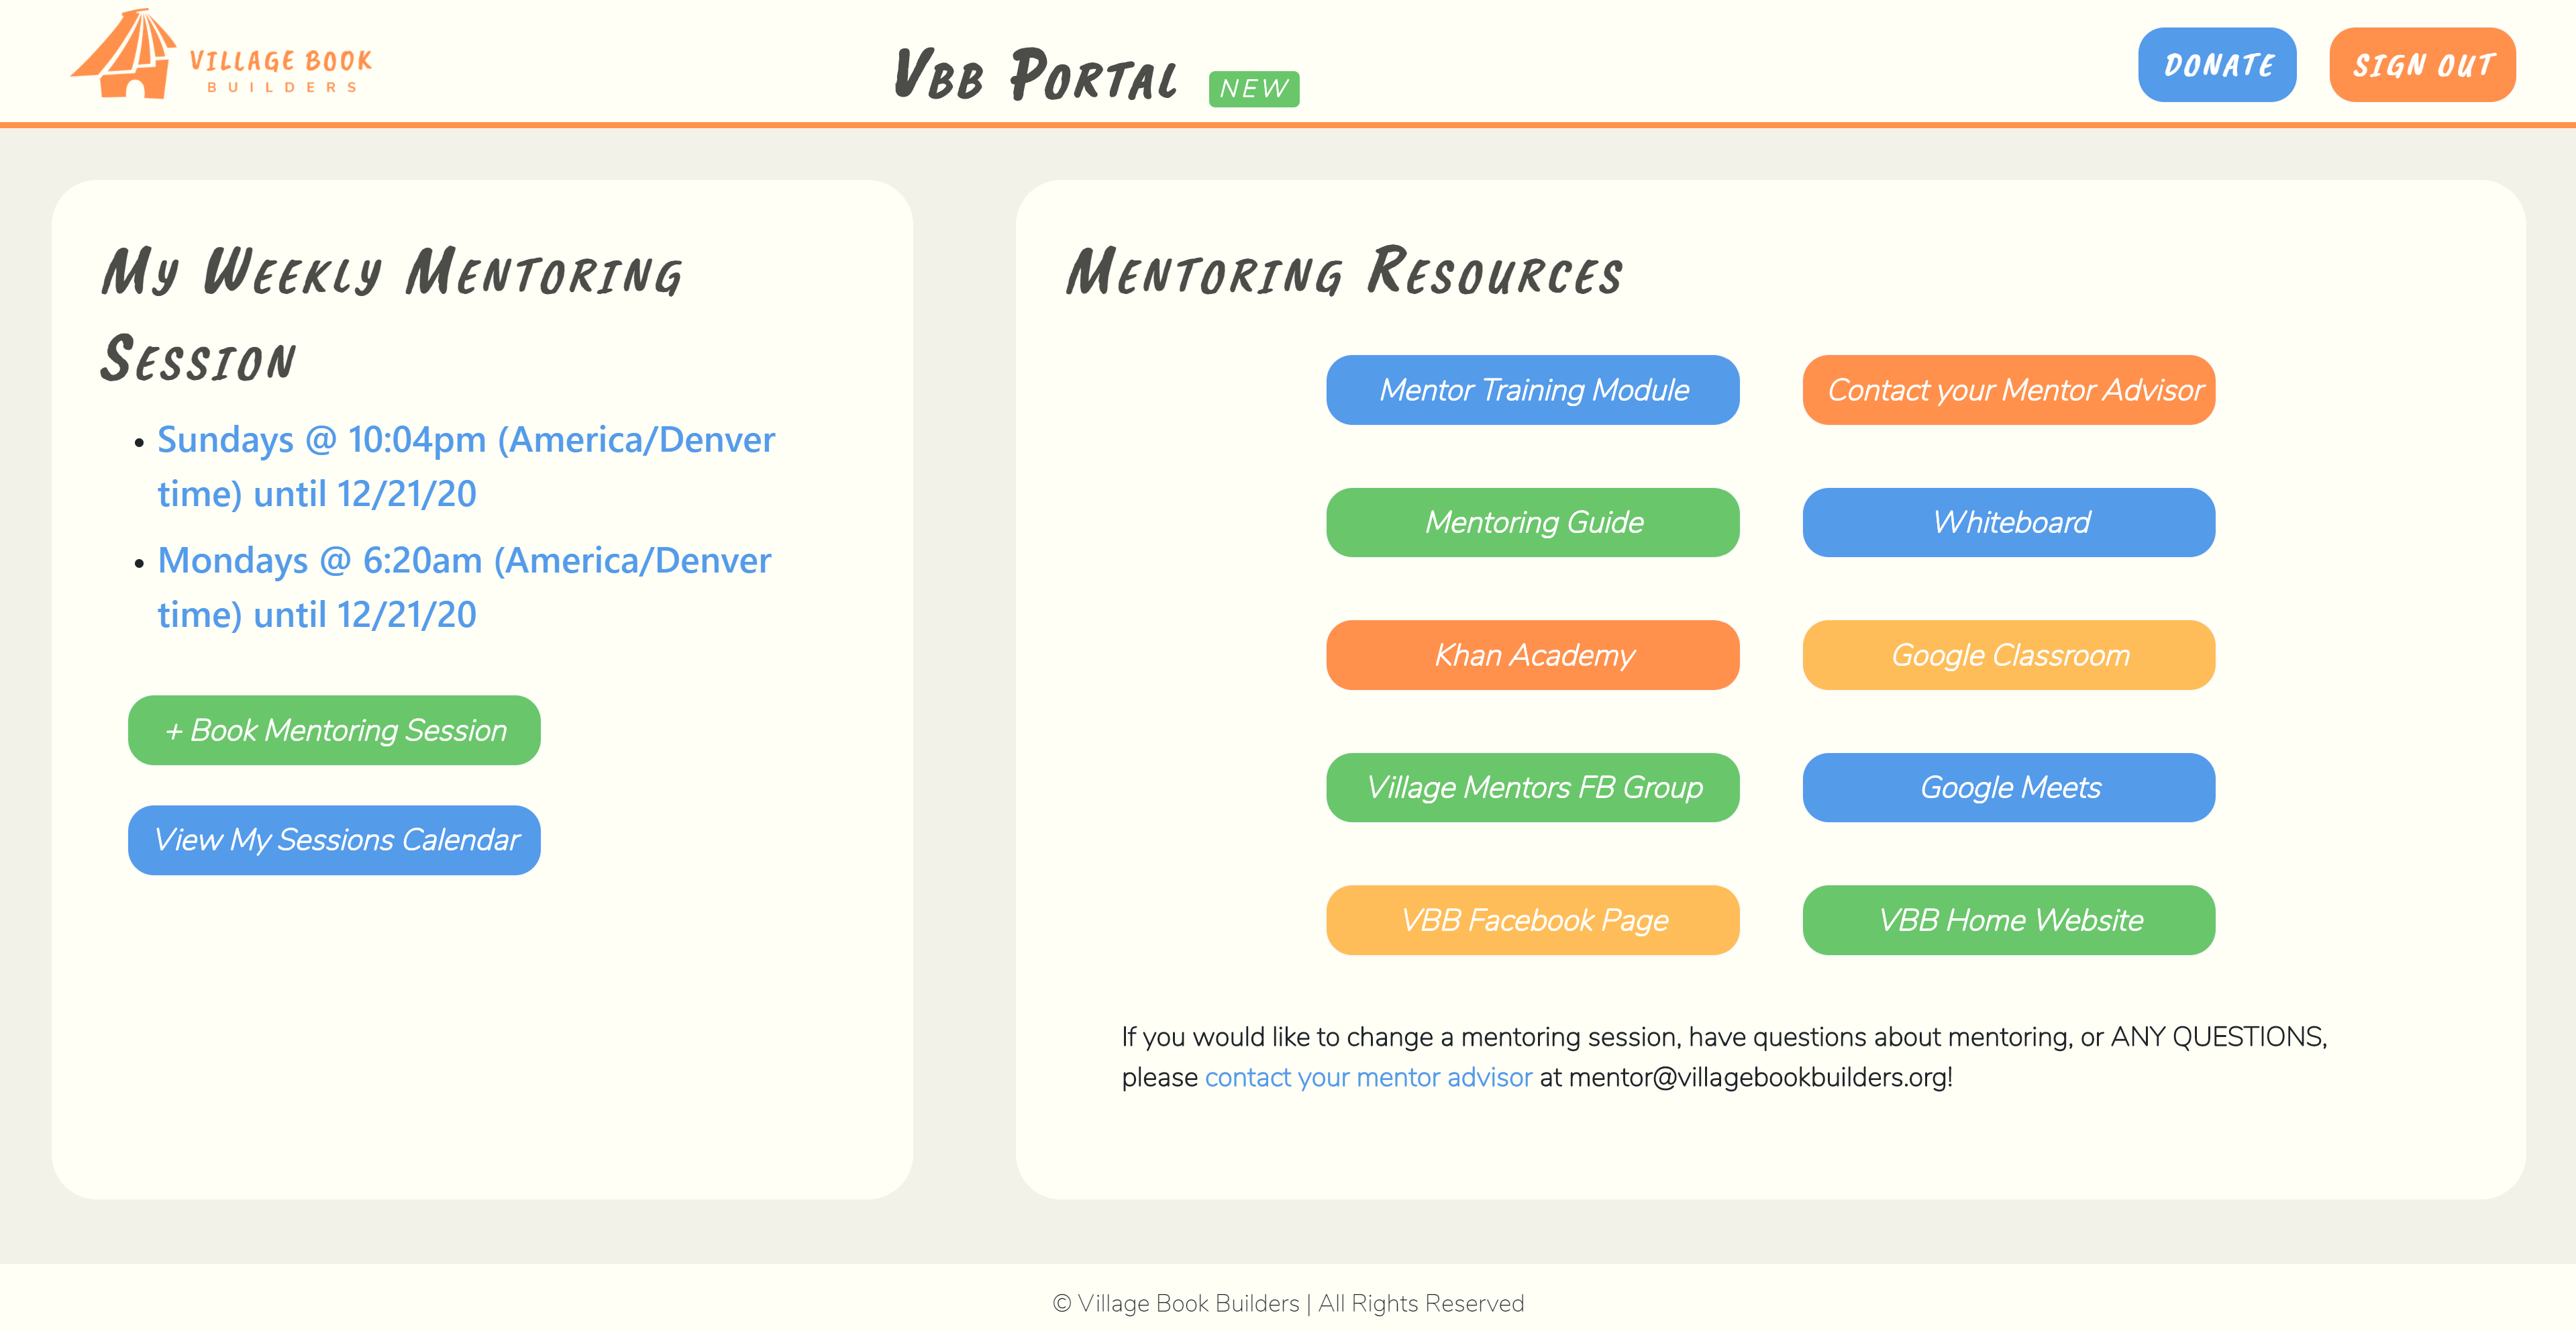 VILLAGE BOOK
BUILDERS
VBB PORTAL
NEW
DONATE
SIGN OUT
MY WEEKLY MENTORING
SESSION
• Sundays @ 10:04pm (America/Denver
time) until 12/21/20
• Mondays @ 6:20am (America/Denver
time) until 12/21/20
+ Book Mentoring Session
View My Sessions Calendar
MENTORING RESOURCES
Mentor Training Module
Contact your Mentor Advisor
Mentoring Guide
Whiteboard
Khan Academy
Google Classroom
Village Mentors FB Group
Google Meets
VBB Facebook Page
VBB Home Website
If you would like to change a mentoring session, have questions about mentoring, or ANY QUESTIONS,
please contact your mentor advisor at mentor@villagebookbuilders.org!
© Village Book Builders | All Rights Reserved